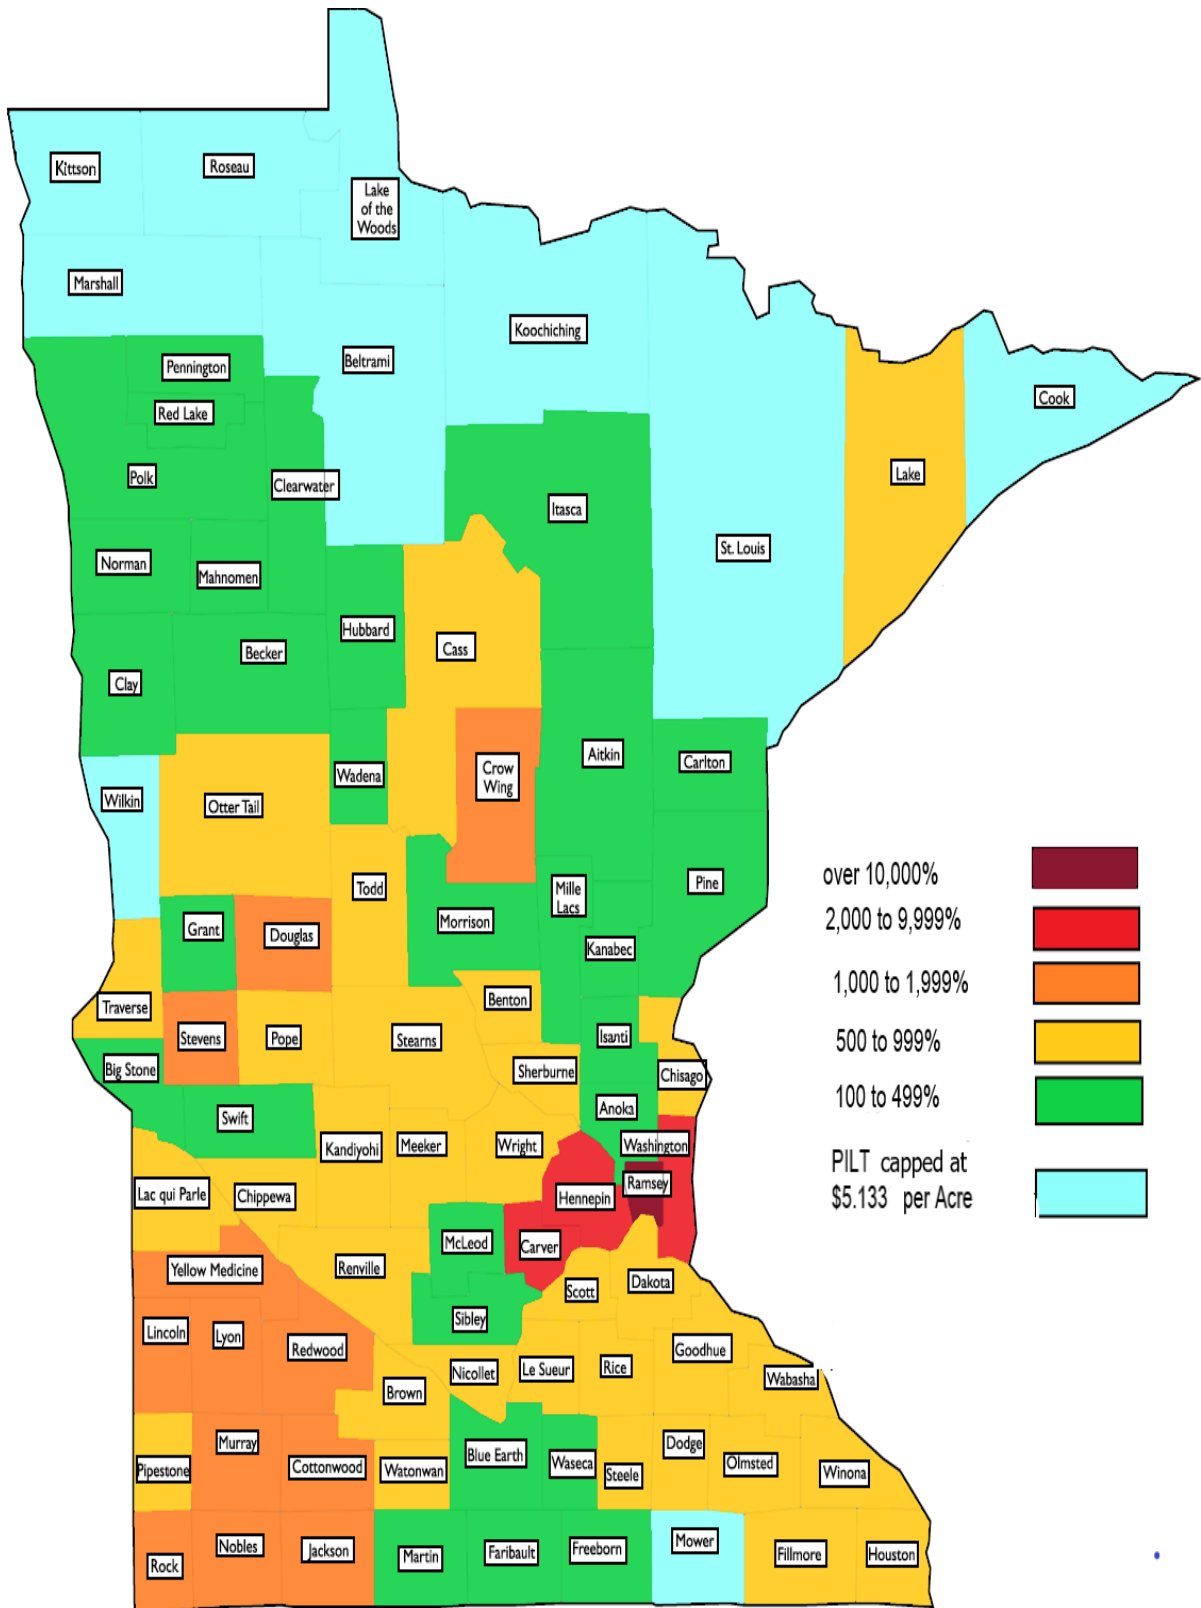 Kittson
Roseau
Lake
of the
Woods
Marshall
Koochiching
Beltrami
Pennington
Cook
Red Lake
Polk
Lake
Clearwater
Itasca
St. Louis
Norman
Mahnomen
Hubbard
Cass
Becker
Clay
Aitkin
Carlton
Crow
Wing
Wadena
Wilkin
Otter Tail
over 10,000%
Pine
Todd
Mille
Lacs
2,000 to 9,999%
Morrison
Grant
Douglas
Kanabec
1,000 to 1,999%
Benton
Traverse
Isanti
Stevens
Pope
Stearns
500 to 999%
Big Stone
Sherburne
Chisago
100 to 499%
Anoka
Swift
Kandiyohi
Meeker
Wright
Washington
PILT capped at
$5.133 per Acre
Ramsey
Lac qui Parle
Chippewa
Hennepin
McLeod
Carver
Yellow Medicine
Renville
Scott
Dakota
Sibley
Lincoln
Lyon
Redwood
Goodhue
Nicollet
Le Sueur
Rice
Wabasha
Brown
Murray
Dodge
Blue Earth
Waseca
Olmsted
Pipestone
Cottonwood
Watonwan
Steele
Winona
Mower
Nobles
Jackson
Freeborn
Faribault
Martin
Fillmore
Houston
Rock